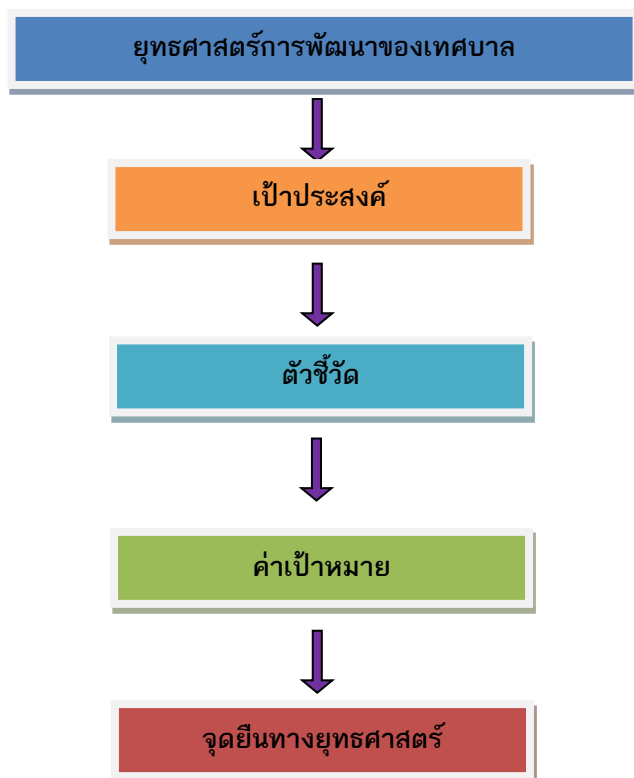 ยุทธศาสตร์การพัฒนาของเทศบาล
เป้าประสงค์
ตัวชี้วัด
ค่าเป้าหมาย
จุดยืนทางยุทธศาสตร์